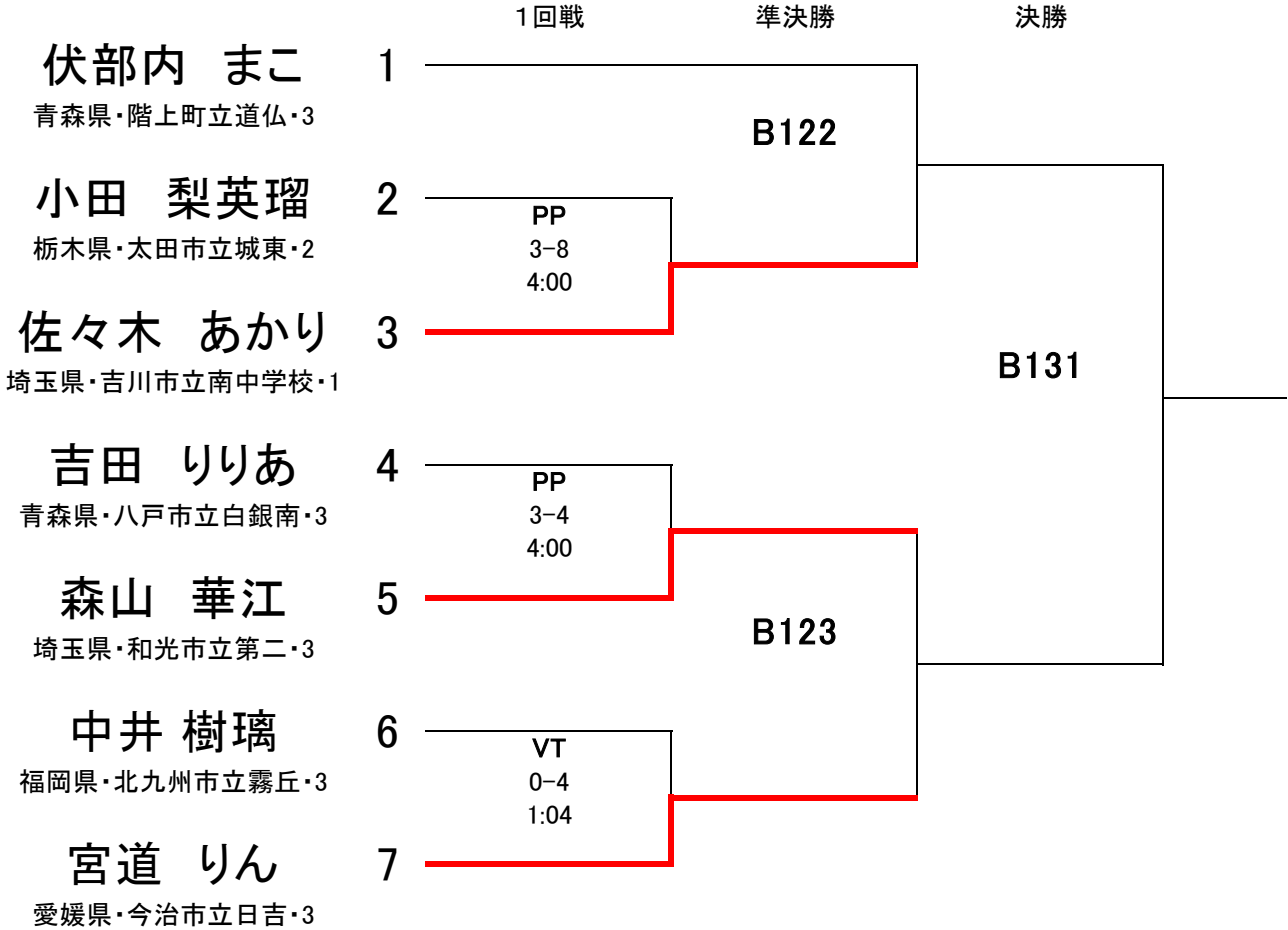 1回戦 準決勝 決勝
伏部内 まこ 1
青森県・階上町立道仏・3
B122
小田 梨英瑠 2
栃木県・太田市立城東・2
PP
3-8
4:00
佐々木 あかり 3
埼玉県・吉川市立南中学校・1
B131
吉田 りりあ 4
青森県・八戸市立白銀南・3
PP
3-4
4:00
森山 華江 5
埼玉県・和光市立第二・3
B123
中井 樹璃 6
福岡県・北九州市立霧丘・3
VT
0-4
1:04
宮道 りん 7
愛媛県・今治市立日吉・3